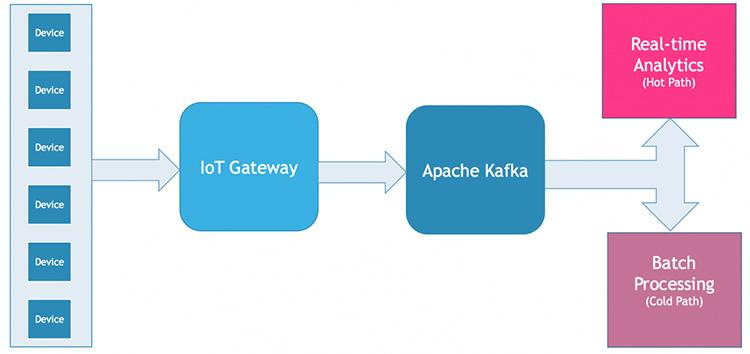 Device
Device
Device
Device
Device
Device
IoT Gateway
Apache Kafka
Real-time
Analytics
(Hot Path)
Batch
Processing
(Cold Path)